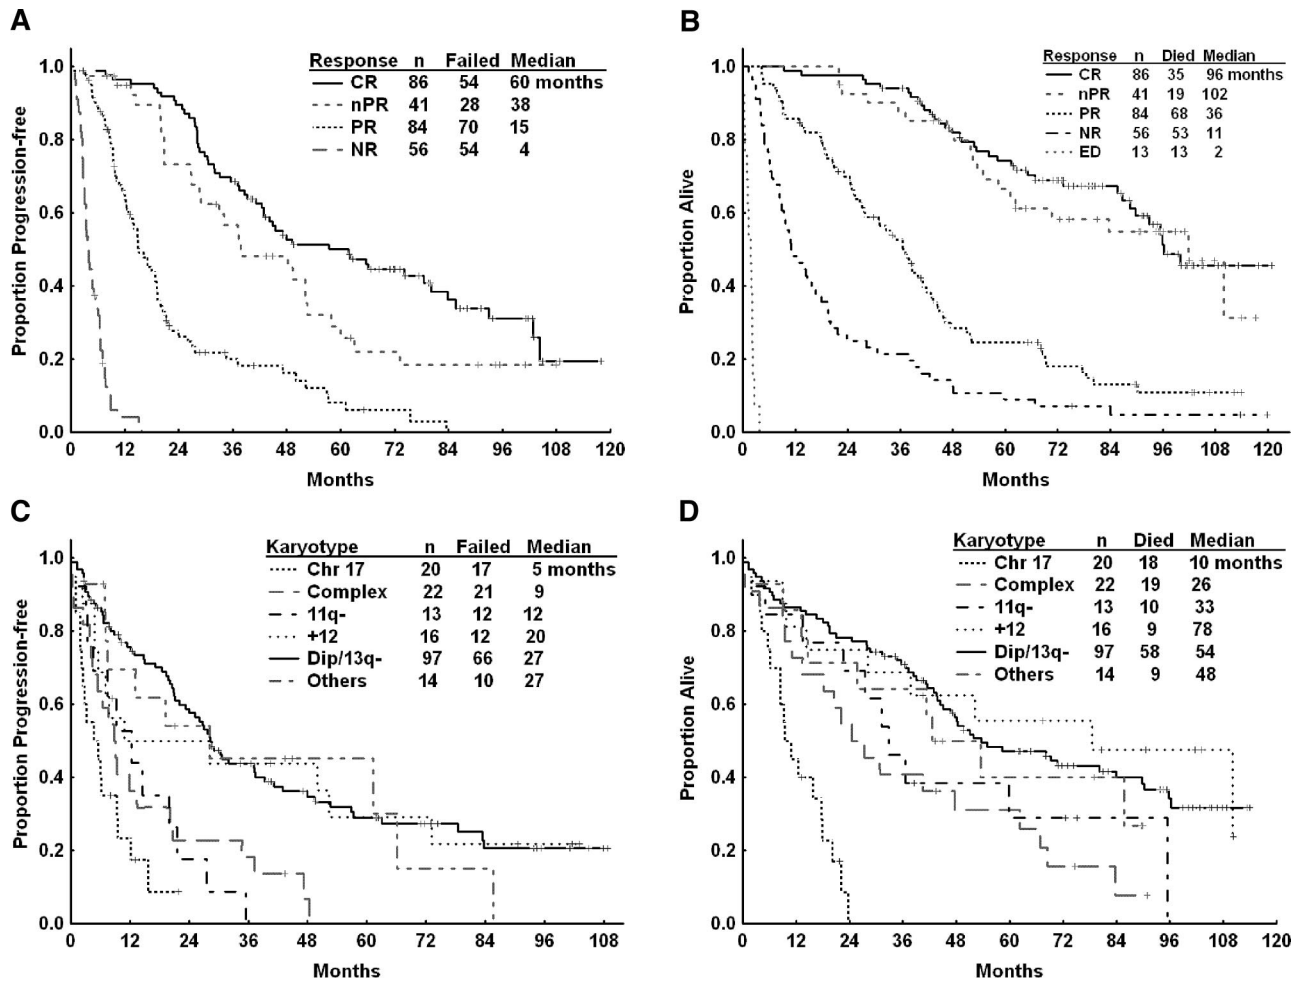 A
Response n Failed Median
CR 86 54 60 months
nPR 41 28 38
PR 84 70 15
NR 56 54 4
Proportion Progression-free
1.0
0.8
0.6
0.4
0.2
0.0
0 12 24 36 48 60 72 84 96 108 120
Months
B
Response n Died Median
CR 86 35 96 months
nPR 41 19 102
PR 84 68 36
NR 56 53 11
ED 13 13 2
Proportion Alive
1.0
0.8
0.6
0.4
0.2
0.0
0 12 24 36 48 60 72 84 96 108 120
Months
C
Karyotype n Failed Median
Chr 17 20 17 5 months
Complex 22 21 9
11q- 13 12 12
+12 16 12 20
Dip/13q- 97 66 27
Others 14 10 27
Proportion Progression-free
1.0
0.8
0.6
0.4
0.2
0.0
0 12 24 36 48 60 72 84 96 108
Months
D
Karyotype n Died Median
Chr 17 20 18 10 months
Complex 22 19 26
11q- 13 10 33
+12 16 9 78
Dip/13q- 97 58 54
Others 14 9 48
Proportion Alive
1.0
0.8
0.6
0.4
0.2
0.0
0 12 24 36 48 60 72 84 96 108 120
Months